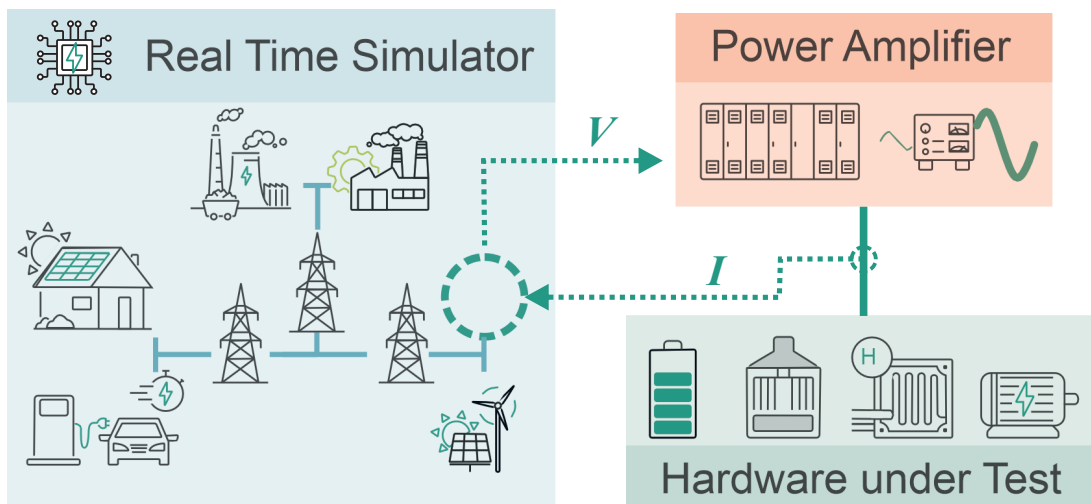 Real Time Simulator
Power Amplifier
V
I
H
Hardware under Test